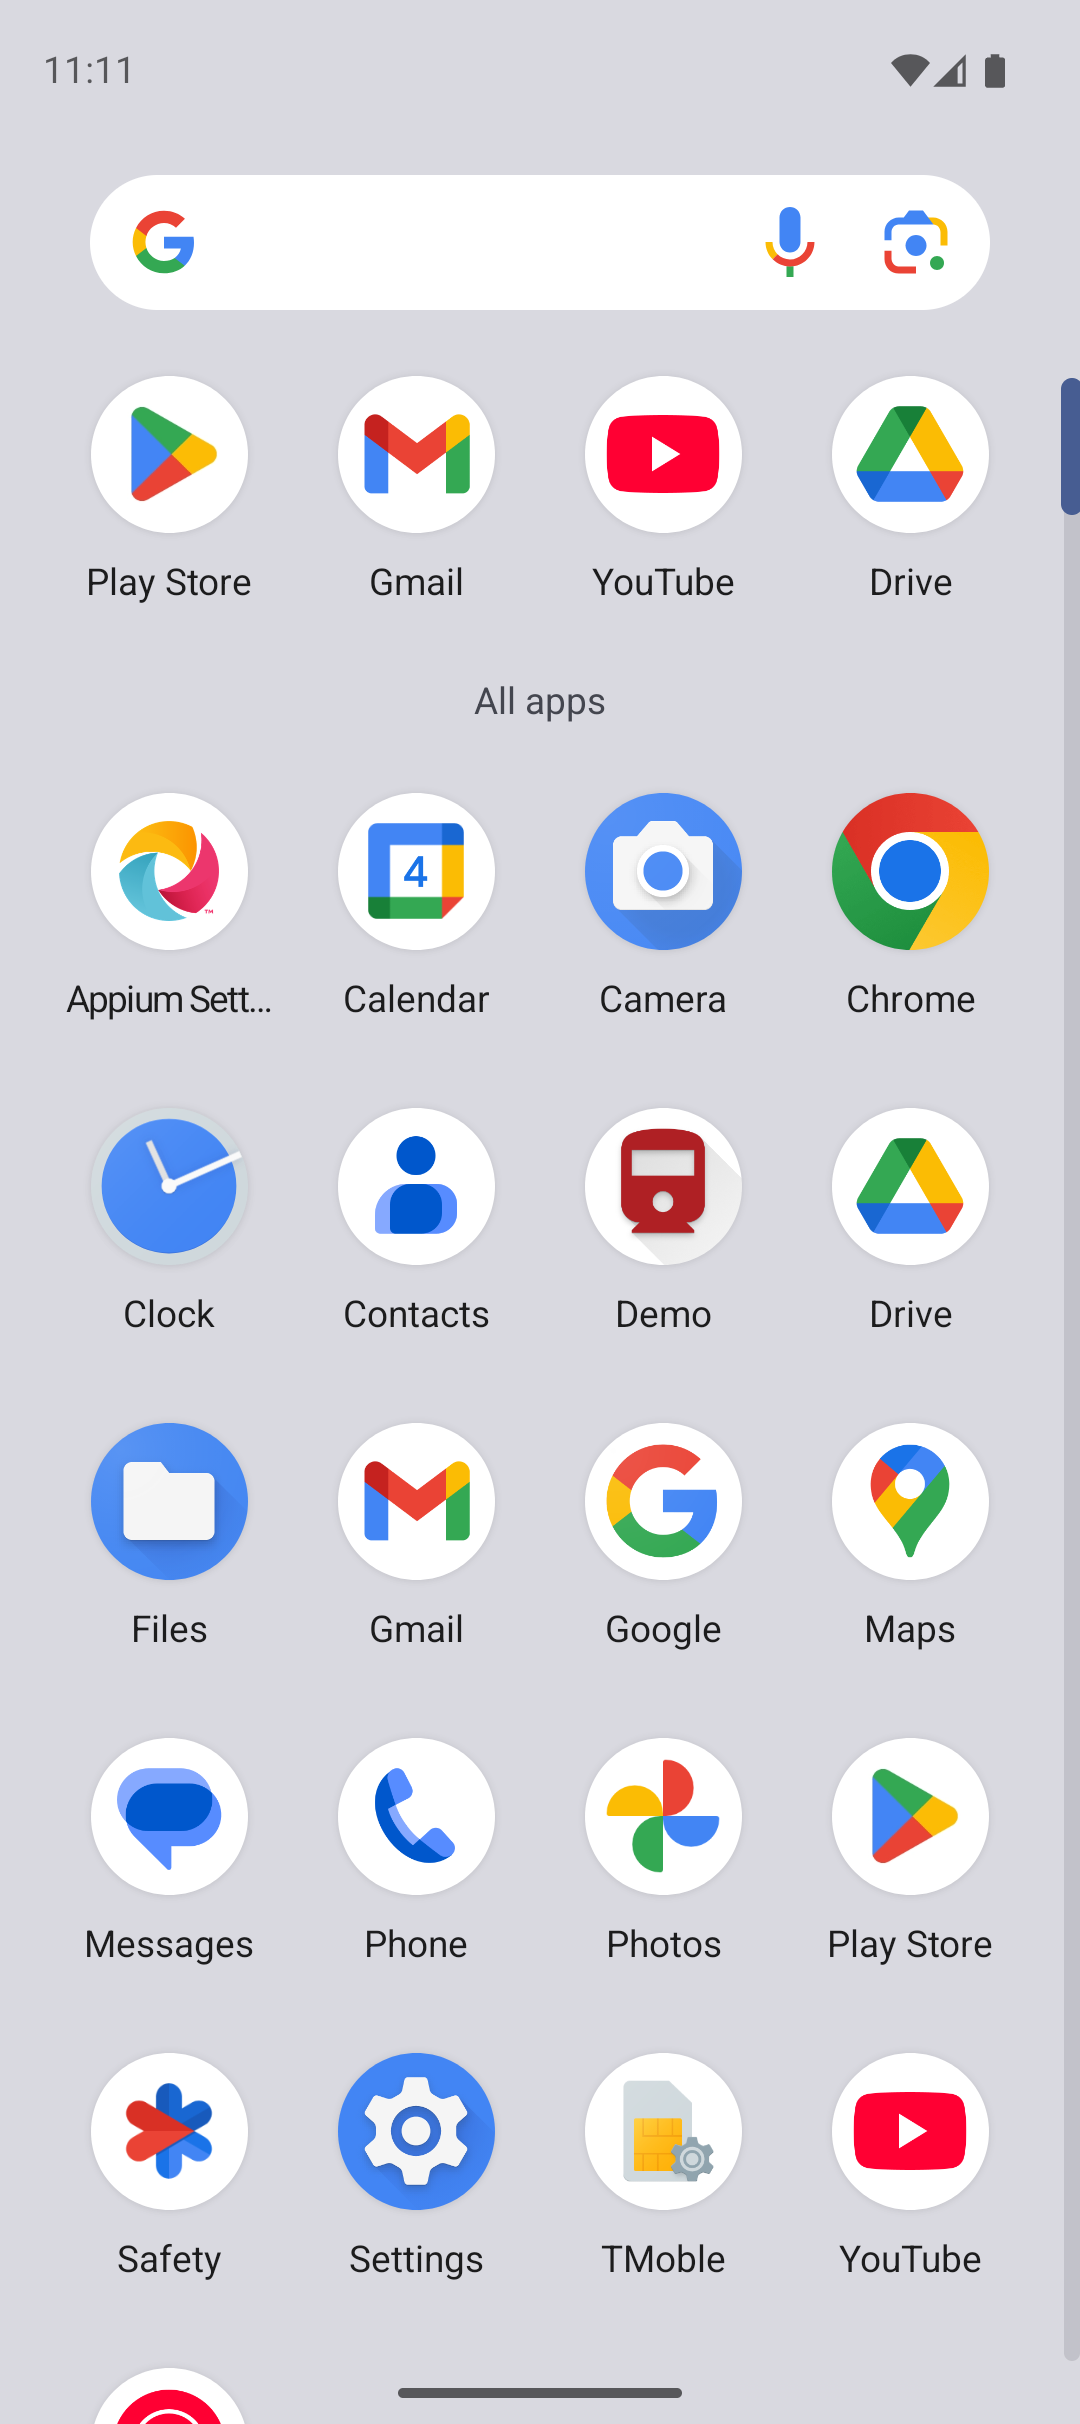 11:11
Play Store Gmail YouTube Drive
All apps
4
Appium Sett... Calendar Camera Chrome
Clock Contacts Demo Drive
Files Gmail Google Maps
Messages Phone Photos Play Store
Safety Settings TMoble YouTube